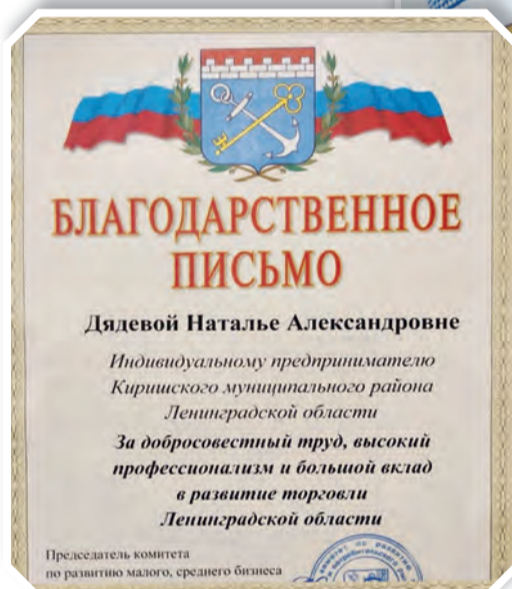 БЛАГОДАРСТВЕННОЕ
ПИСЬМО
Дядевой Наталье Александровне
Индивидуальному предпринимателю
Киришского муниципального района
Ленинградской области
За добросовестный труд, высокий
профессионализм и большой вклад
в развитие торговли
Ленинградской области
Председатель комитета
по развитию малого, среднего бизнеса